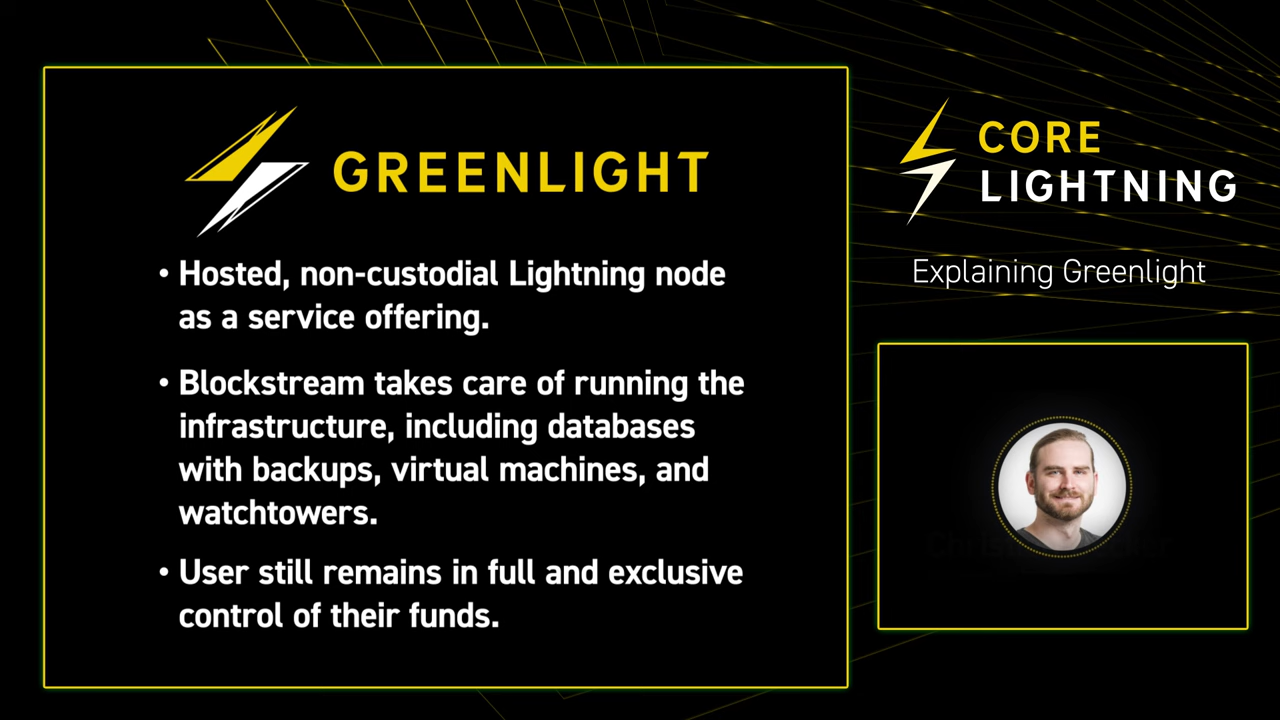 GREENLIGHT
• Hosted, non-custodial Lightning node
as a service offering.
• Blockstream takes care of running the
infrastructure, including databases
with backups, virtual machines, and
watchtowers.
• User still remains in full and exclusive
control of their funds.
CORE
LIGHTNING
Explaining Greenlight